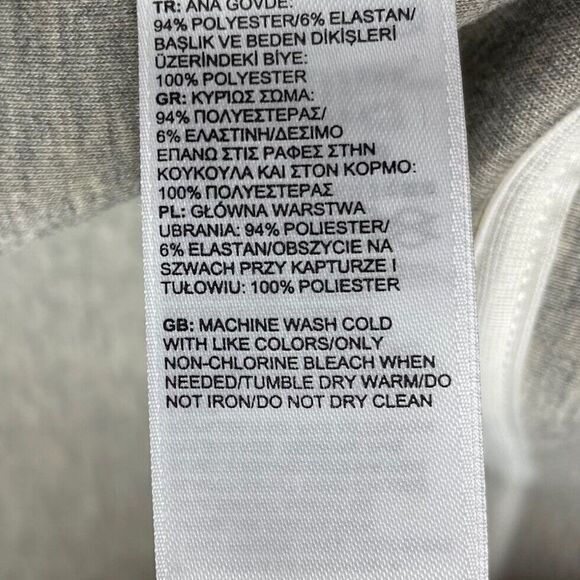 TR: ANA GÖVDE:
94% POLYESTER/6% ELASTAN/
BAŞLIK VE BEDEN DİKİŞLERİ
ÜZERİNDEKİ BİYE:
100% POLYESTER
GR: ΚΥΡΙΩΣ ΣΩΜΑ:
94% ΠΟΛΥΕΣΤΕΡΑΣ/
6% ΕΛΑΣΤΙΝΗ/ΔΕΣΙΜΟ
ΕΠΑΝΩ ΣΤΙΣ ΡΑΦΕΣ ΣΤΗΝ
ΚΟΥΚΟΥΛΑ ΚΑΙ ΣΤΟΝ ΚΟΡΜΟ:
100% ΠΟΛΥΕΣΤΕΡΑΣ
PL: GŁÓWNA WARSTWA
UBRANIA: 94% POLIESTER/
6% ELASTAN/OBSZYCIE NA
SZWACH PRZY KAPTURZE I
TUŁOWIU: 100% POLIESTER
GB: MACHINE WASH COLD
WITH LIKE COLORS/ONLY
NON-CHLORINE BLEACH WHEN
NEEDED/TUMBLE DRY WARM/DO
NOT IRON/DO NOT DRY CLEAN